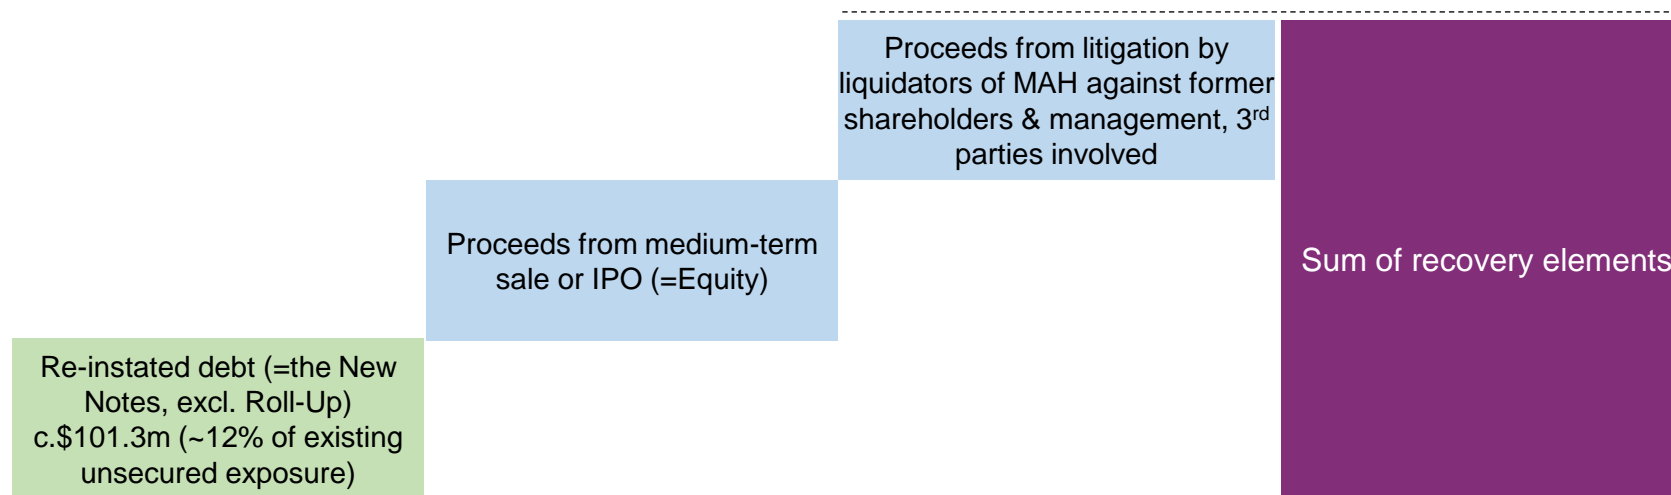 Proceeds from litigation by
liquidators of MAH against former
shareholders & management, 3rd
parties involved
Proceeds from medium-term
sale or IPO (=Equity)
Sum of recovery elements
Re-instated debt (=the New
Notes, excl. Roll-Up)
c.$101.3m (~12% of existing
unsecured exposure)